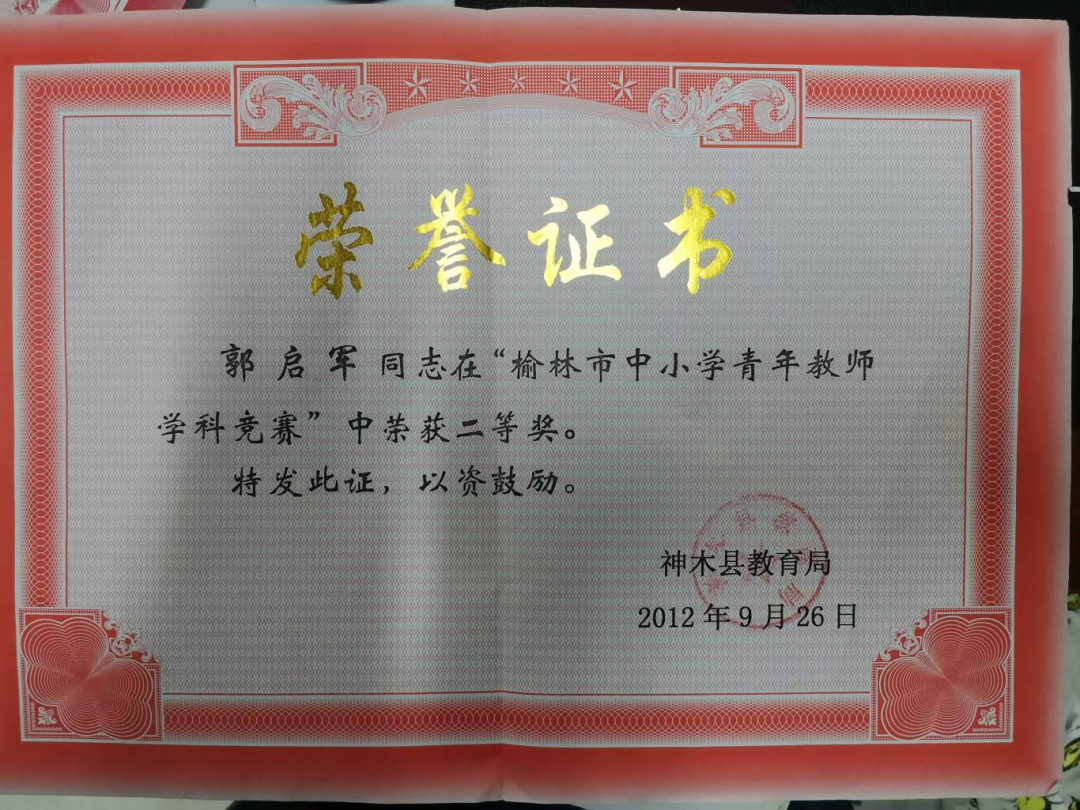 荣誉证书
郭启军同志在“榆林市中小学青年教师
学科竞赛”中荣获二等奖。
特发此证，以资鼓励。
神木县教育局
2012年9月26日